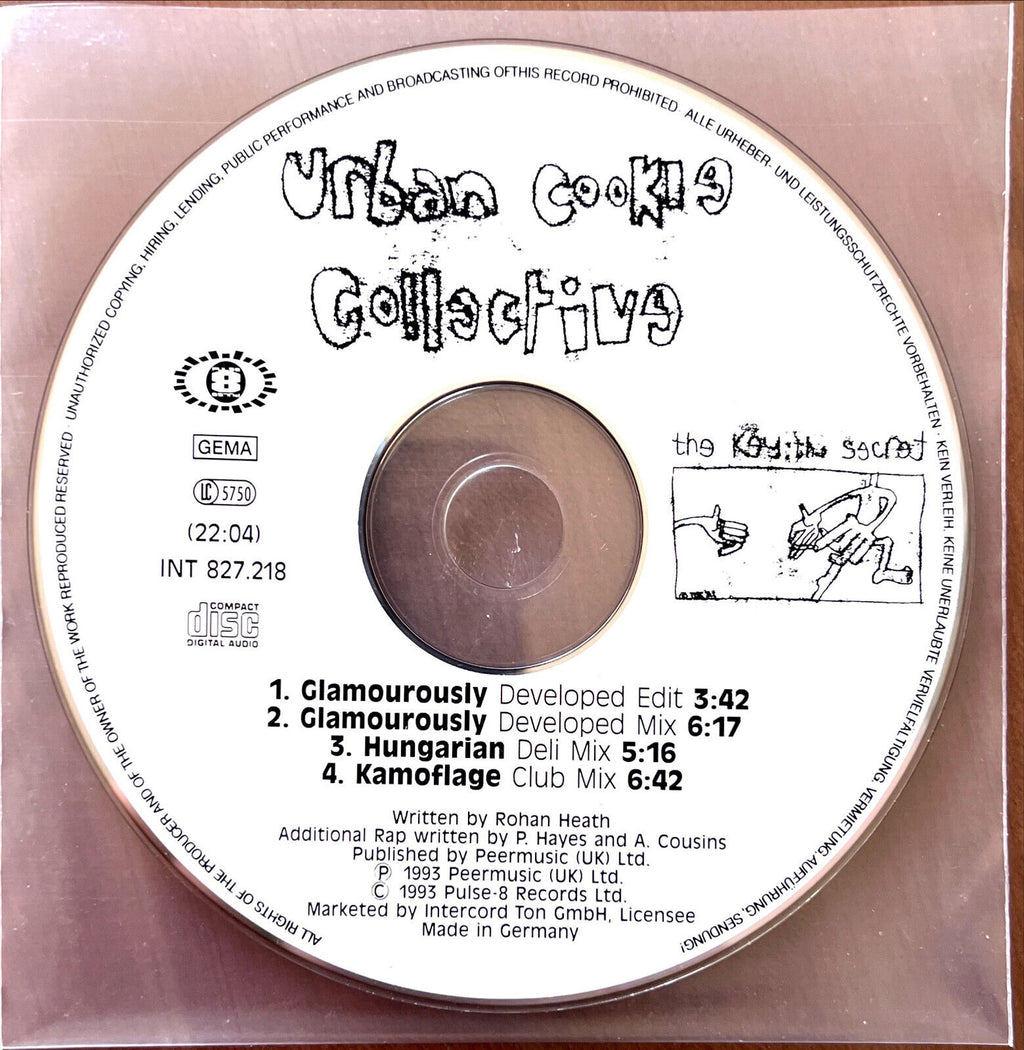 UNAUTHORIZED COPYING, HIRING, LENDING, PUBLIC PERFORMANCE AND BROADCASTING OFTHIS RECORD PROHIBITED · ALLE URHEBER- UND LEISTUNGSSCHUTZRECHTE VORBEHALTEN · KEIN VERLEIH, KEINE UNERLAUBTE VERVIELFÄLTIGUNG, VERMIETUNG, AUFFÜHRUNG, SENDUNG!
ALL RIGHTS OF THE PRODUCER AND OF THE OWNER OF THE WORK REPRODUCED RESERVED ·
Urban Cookie
Collective
8
GEMA
LC 5750
(22:04)
INT 827.218
COMPACT
disc
DIGITAL AUDIO
the key:the secret
1. Glamourously Developed Edit 3:42
2. Glamourously Developed Mix 6:17
3. Hungarian Deli Mix 5:16
4. Kamoflage Club Mix 6:42
Written by Rohan Heath
Additional Rap written by P. Hayes and A. Cousins
Published by Peermusic (UK) Ltd.
Ⓟ 1993 Peermusic (UK) Ltd.
© 1993 Pulse-8 Records Ltd.
Marketed by Intercord Ton GmbH, Licensee
Made in Germany